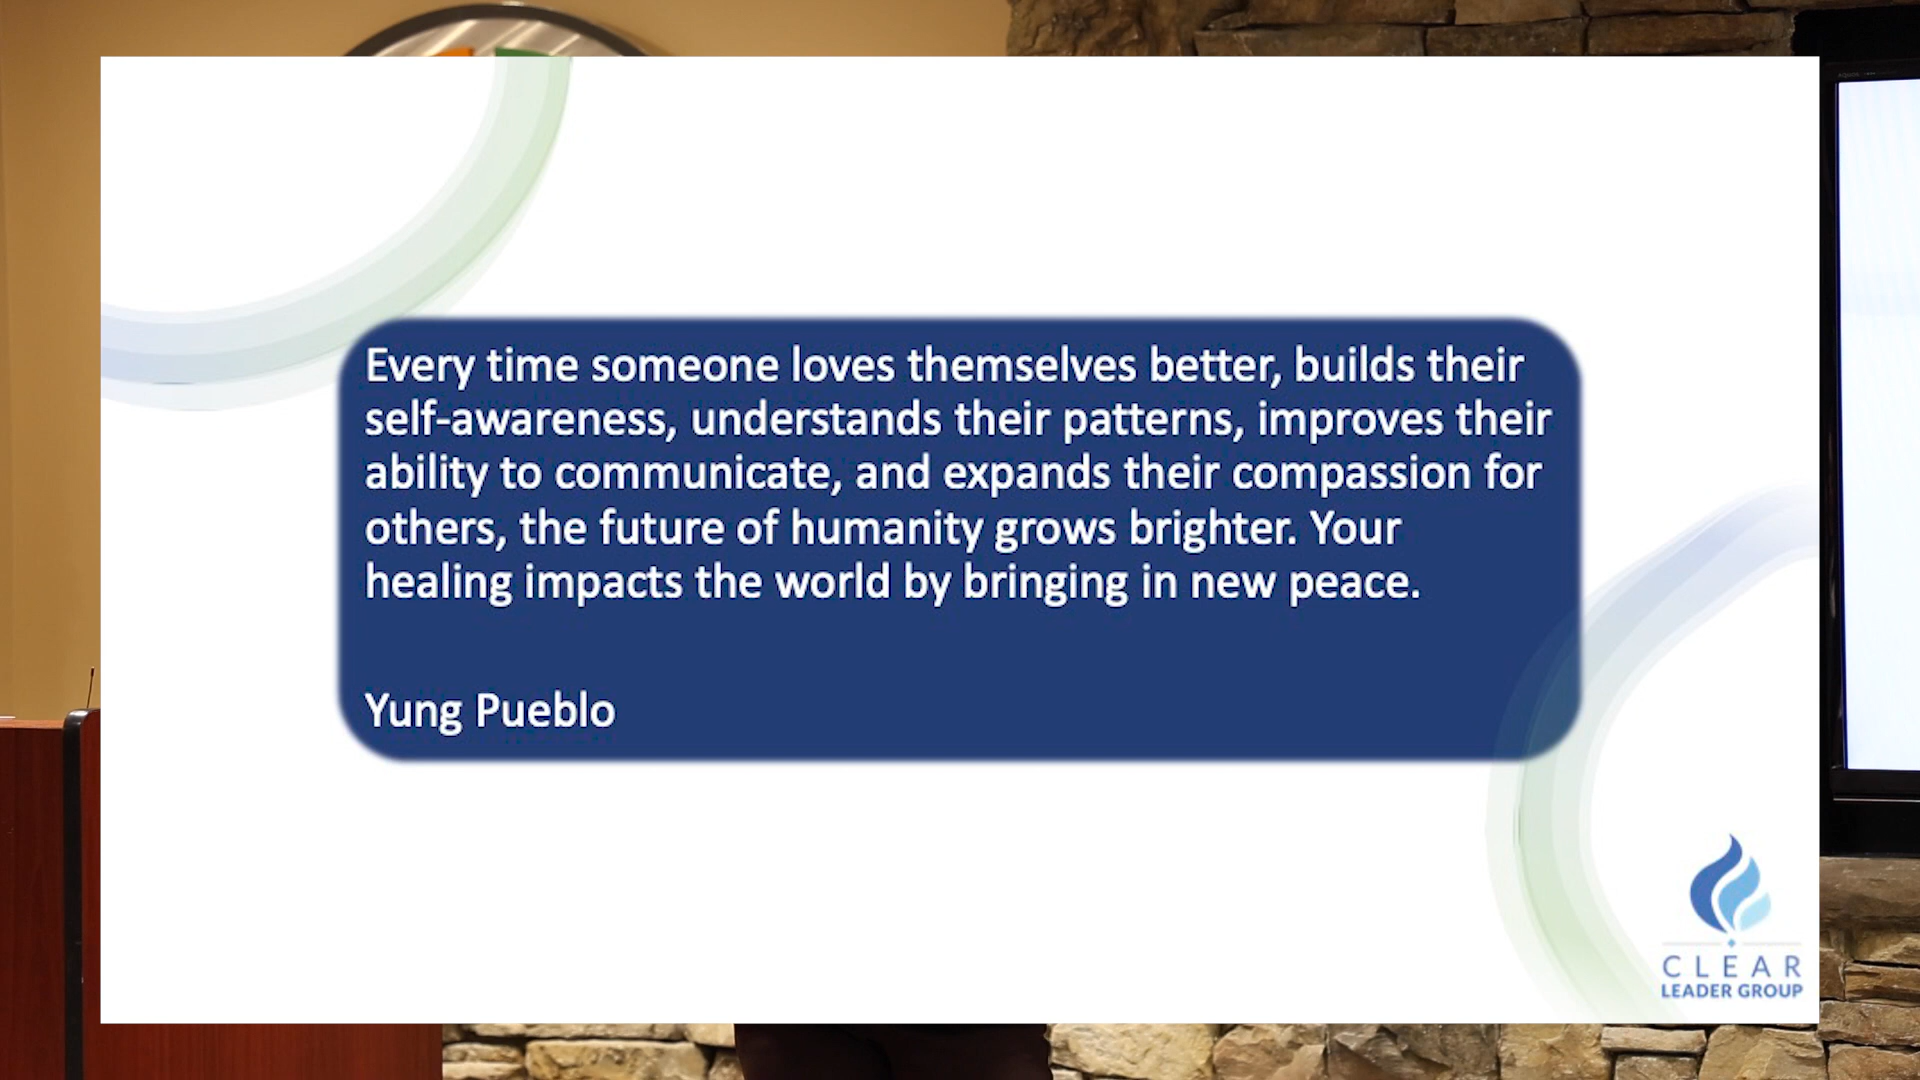 Every time someone loves themselves better, builds their
self-awareness, understands their patterns, improves their
ability to communicate, and expands their compassion for
others, the future of humanity grows brighter. Your
healing impacts the world by bringing in new peace.
Yung Pueblo
CLEAR
LEADER GROUP